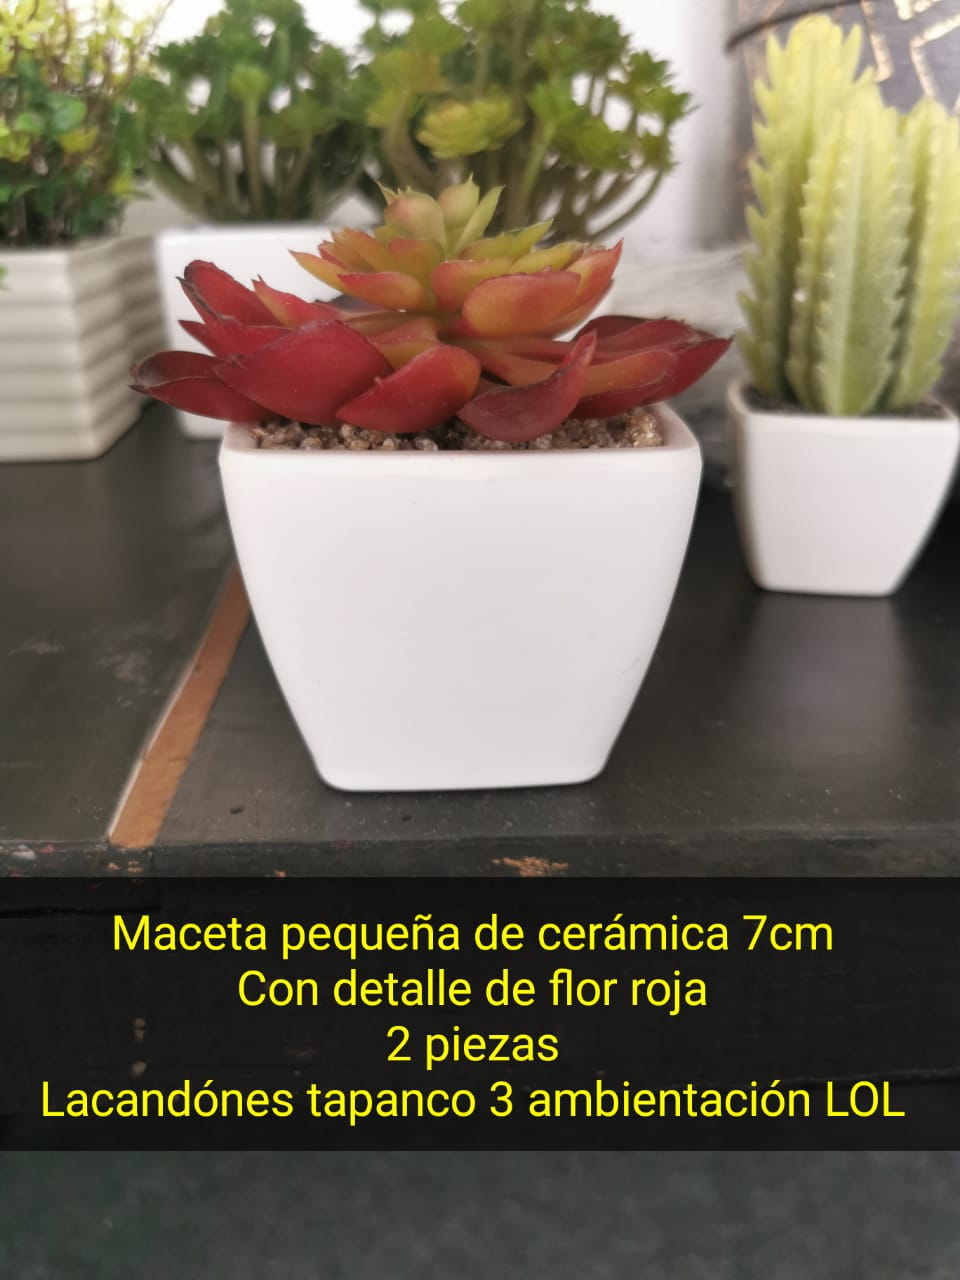 Maceta pequeña de cerámica 7cm
Con detalle de flor roja
2 piezas
Lacandónes tapanco 3 ambientación LOL